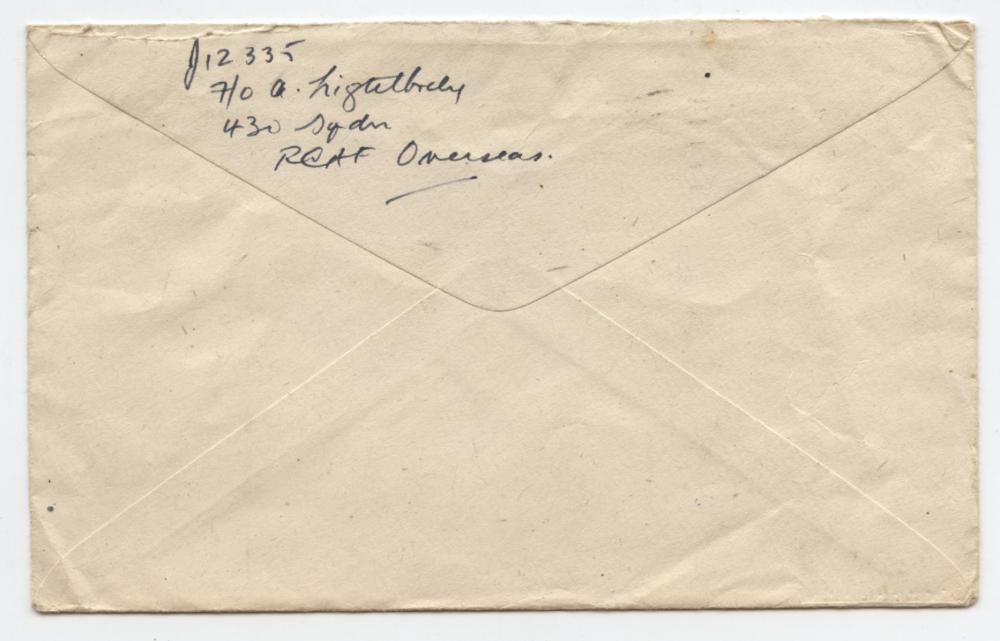 J12335
F/O A. Lightbody
430 Sqdn
RCAF Overseas.